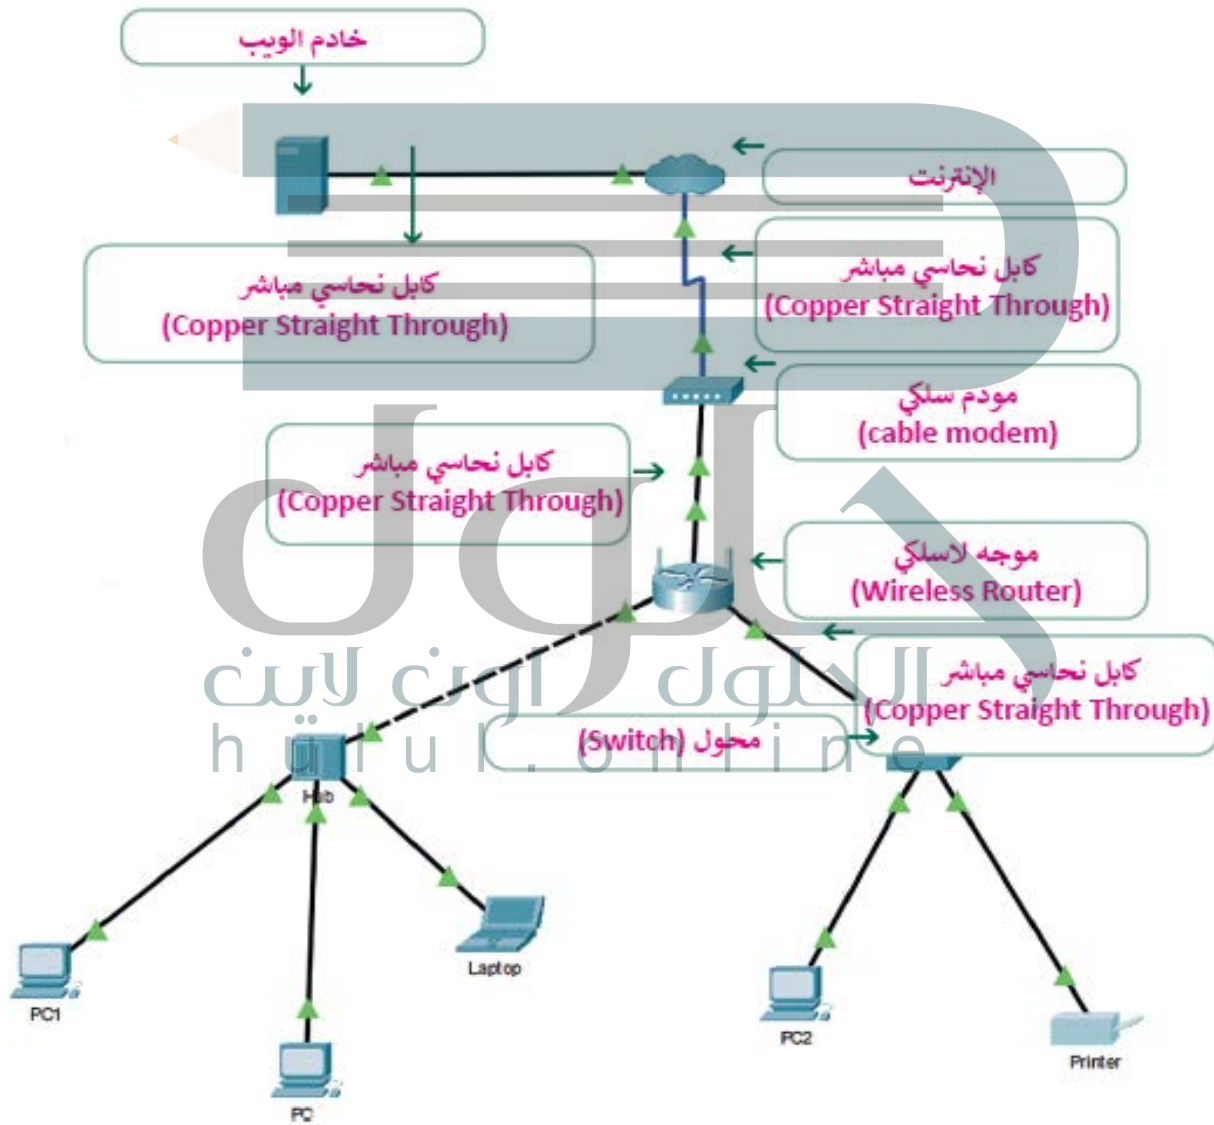 خادم الويب
الإنترنت
كابل نحاسي مباشر
(Copper Straight Through)
كابل نحاسي مباشر
(Copper Straight Through)
مودم سلكي
(cable modem)
كابل نحاسي مباشر
(Copper Straight Through)
موجه لاسلكي
(Wireless Router)
كابل نحاسي مباشر
(Copper Straight Through)
محول (Switch)
حلول
الحلول اون لاين
hulul.online
Hub
Laptop
PC1
PC2
Printer
PC